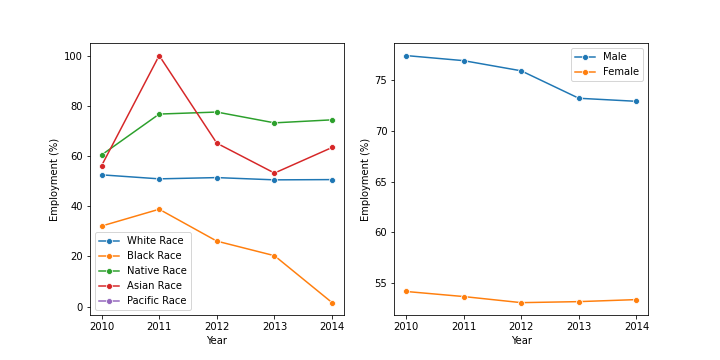 100
80
60
40
20
0
Employment (%)
White Race
Black Race
Native Race
Asian Race
Pacific Race
2010 2011 2012 2013 2014
Year
75
70
65
60
55
Employment (%)
Male
Female
2010 2011 2012 2013 2014
Year